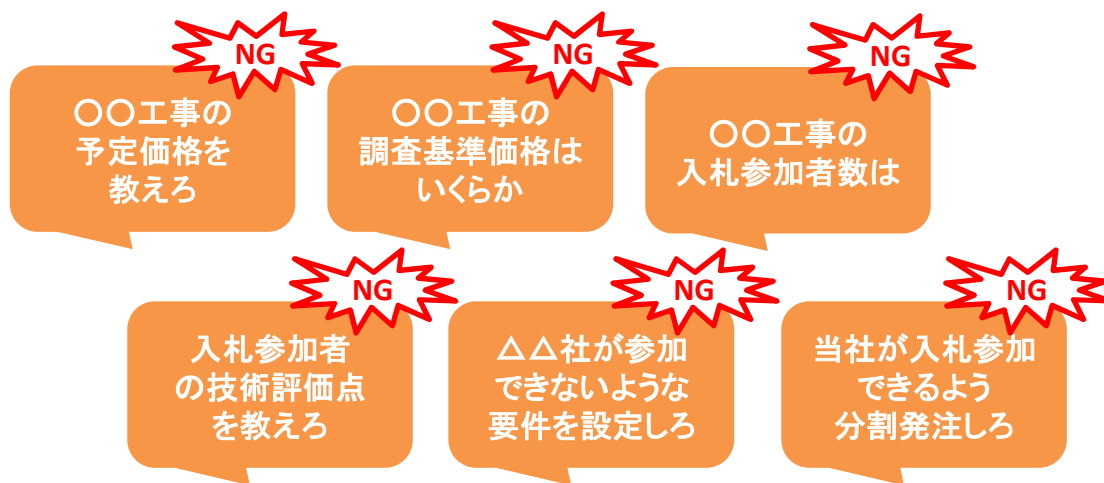 NG
〇〇工事の
予定価格を
教えろ
NG
〇〇工事の
調査基準価格は
いくらか
NG
〇〇工事の
入札参加者数は
NG
入札参加者
の技術評価点
を教えろ
NG
△△社が参加
できないような
要件を設定しろ
NG
当社が入札参加
できるよう
分割発注しろ